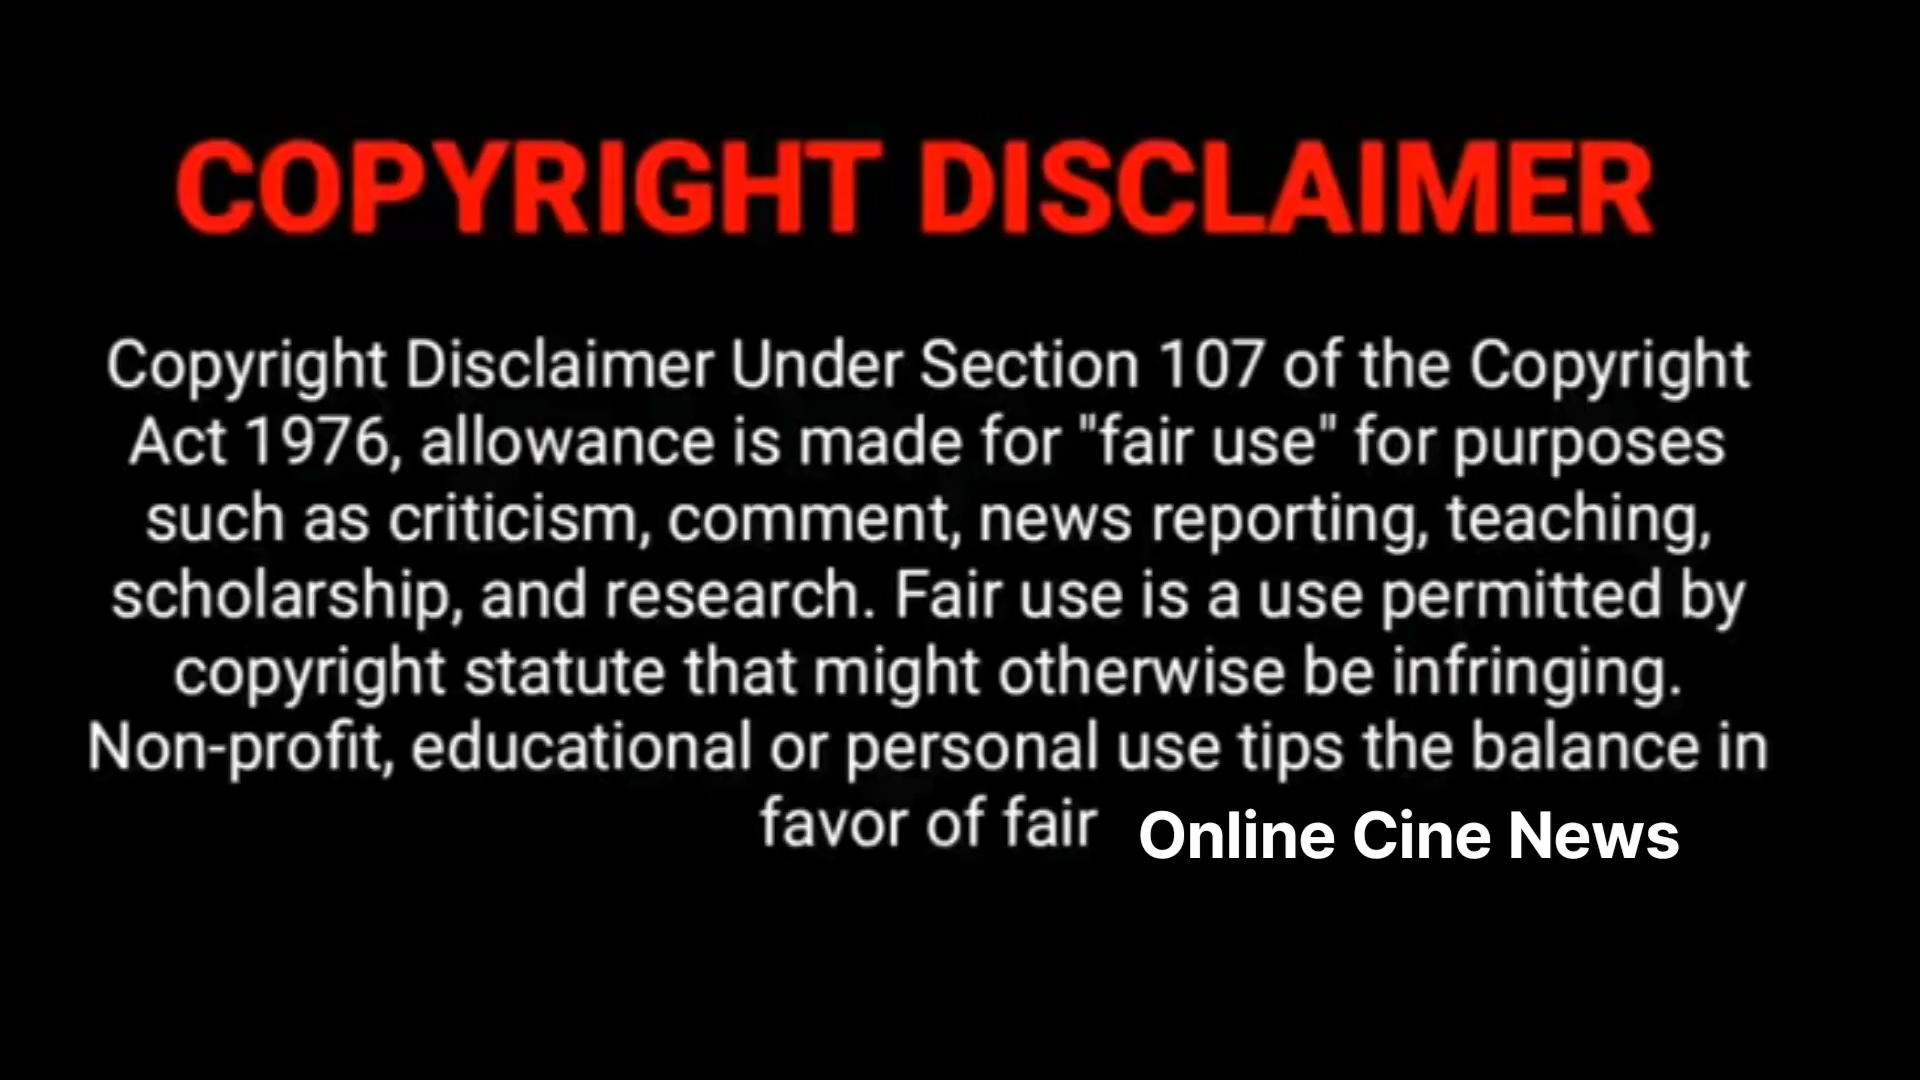 COPYRIGHT DISCLAIMER
Copyright Disclaimer Under Section 107 of the Copyright
Act 1976, allowance is made for "fair use" for purposes
such as criticism, comment, news reporting, teaching,
scholarship, and research. Fair use is a use permitted by
copyright statute that might otherwise be infringing.
Non-profit, educational or personal use tips the balance in
favor of fair Online Cine News